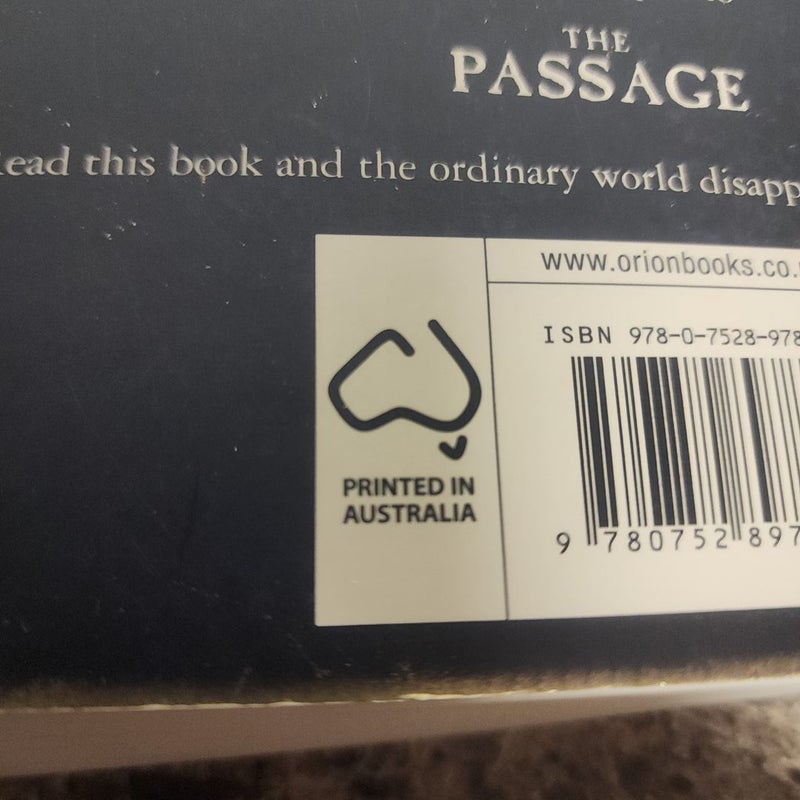 THE
PASSAGE
ead this book and the ordinary world disapp
www.orionbooks.co.
ISBN 978-0-7528-978
PRINTED IN
AUSTRALIA
9 780752 897